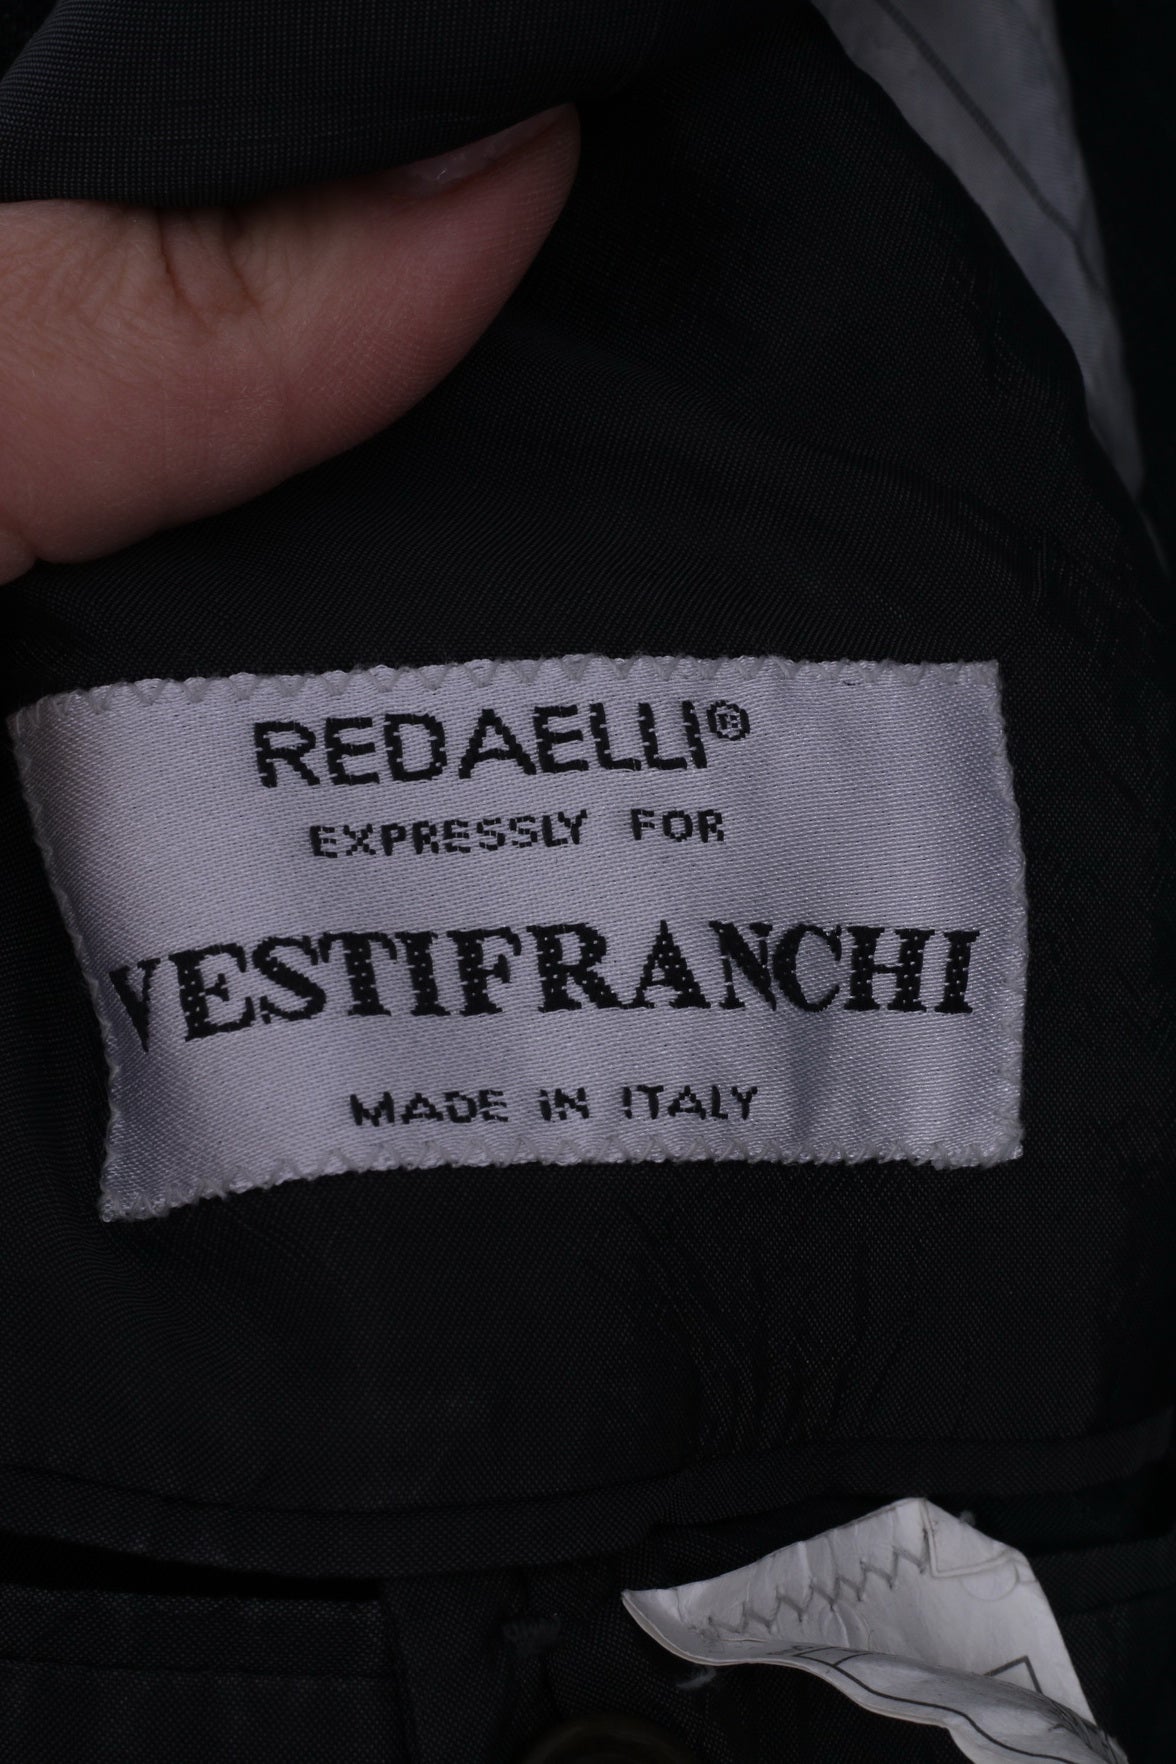 REDAELLI®
EXPRESSLY FOR
VESTIFRANCHI
MADE IN ITALY